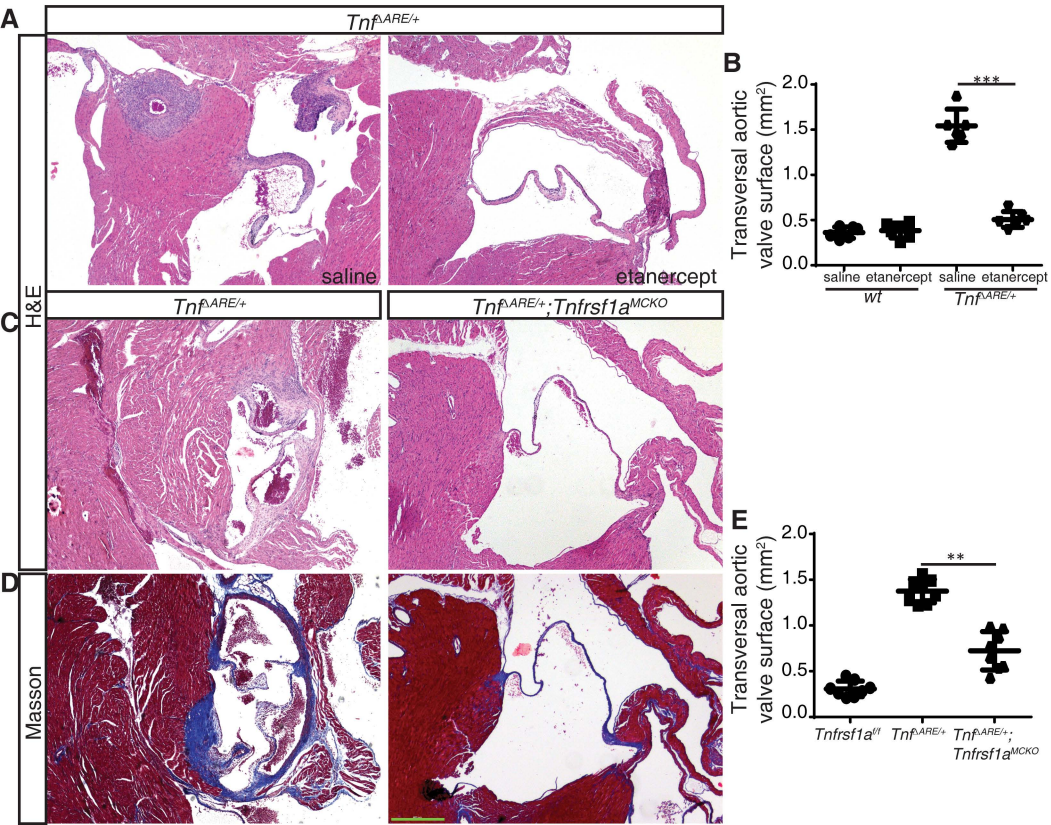 A
Tnf^ΔARE/+
H&E
saline
etanercept
B
Transversal aortic
valve surface (mm²)
2.0
1.5
1.0
0.5
0.0
***
saline etanercept saline etanercept
wt Tnf^ΔARE/+
C
Tnf^ΔARE/+
Tnf^ΔARE/+;Tnfrsf1a^MCKO
D
Masson
E
Transversal aortic
valve surface (mm²)
2.0
1.5
1.0
0.5
0.0
**
Tnfrsf1a^f/f Tnf^ΔARE/+ Tnf^ΔARE/+;
Tnfrsf1a^MCKO